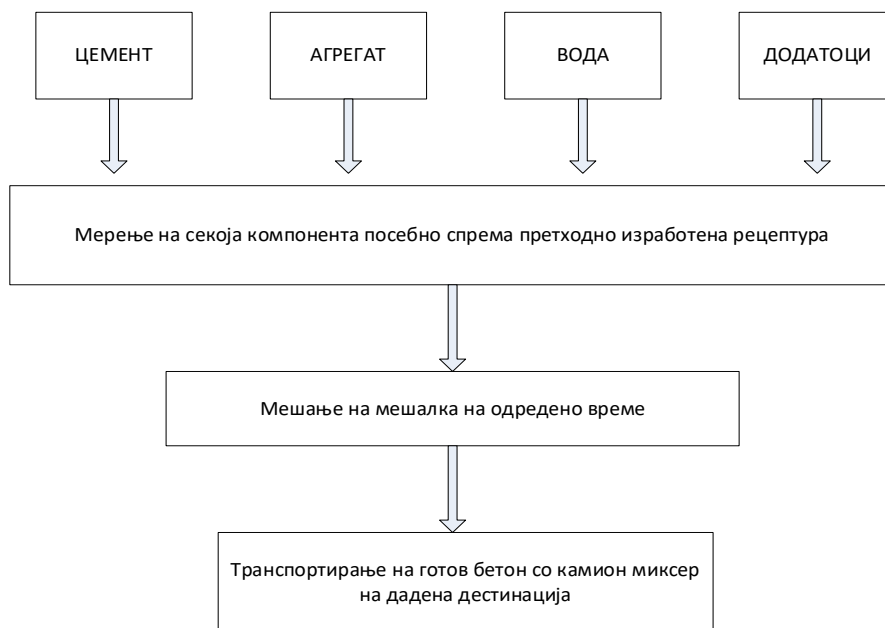 ЦЕМЕНТ
АГРЕГАТ
ВОДА
ДОДАТОЦИ
Мерење на секоја компонента посебно спрема претходно изработена рецептура
Мешање на мешалка на одредено време
Транспортирање на готов бетон со камион миксер
на дадена дестинација